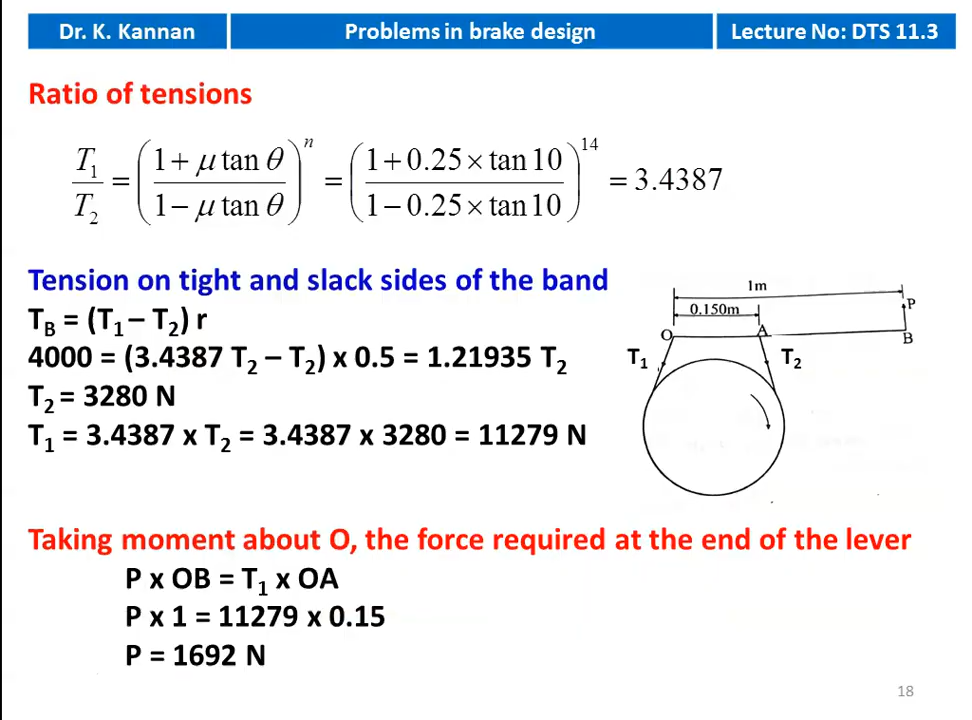 Dr. K. Kannan
Problems in brake design
Lecture No: DTS 11.3
Ratio of tensions
T₁/T₂ = ((1 + μ tan θ)/(1 − μ tan θ))ⁿ = ((1 + 0.25 × tan 10)/(1 − 0.25 × tan 10))¹⁴ = 3.4387
Tension on tight and slack sides of the band
T_B = (T₁ – T₂) r
4000 = (3.4387 T₂ – T₂) x 0.5 = 1.21935 T₂
T₂ = 3280 N
T₁ = 3.4387 x T₂ = 3.4387 x 3280 = 11279 N
1m
0.150m
P
O
A
B
T₁
T₂
Taking moment about O, the force required at the end of the lever
P x OB = T₁ x OA
P x 1 = 11279 x 0.15
P = 1692 N
18